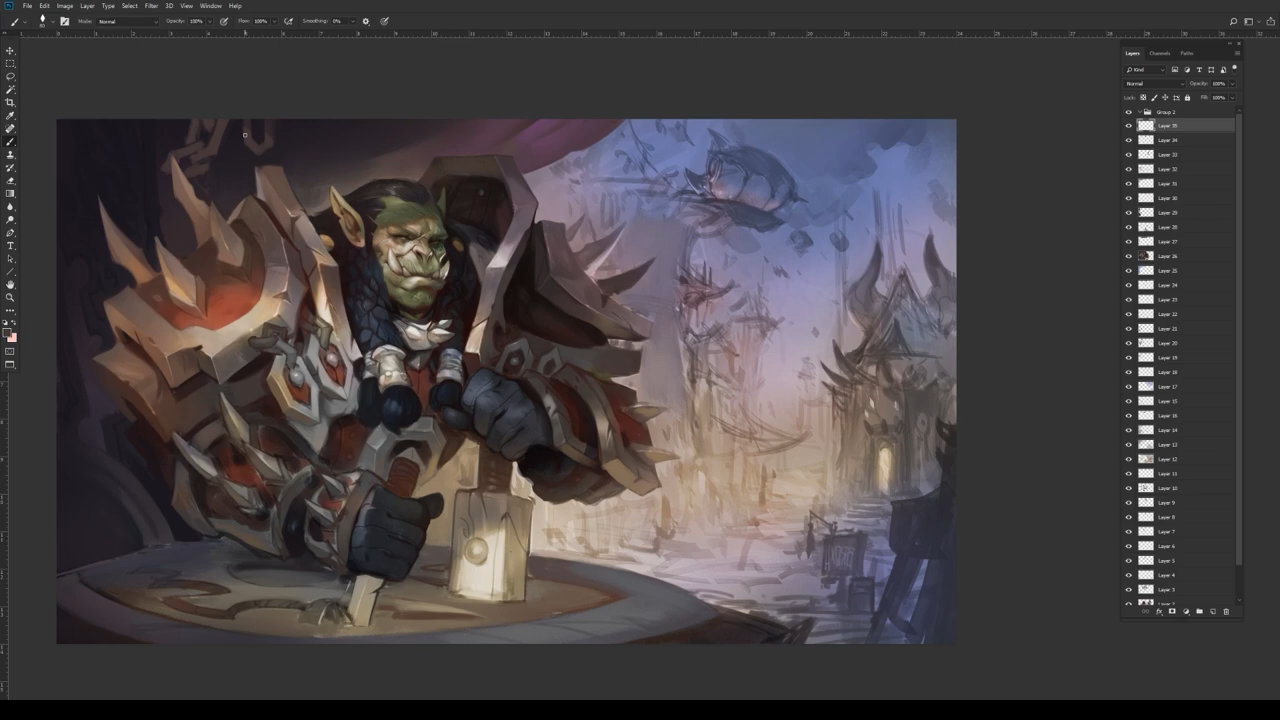 File Edit Image Layer Type Select Filter 3D View Window Help
Mode: Normal Opacity: 100% Flow: 100% Smoothing: 0%
Layers Channels Paths
Kind
Normal Opacity: 100%
Lock: Fill: 100%
Group 2
Layer 35
Layer 34
Layer 33
Layer 32
Layer 31
Layer 30
Layer 29
Layer 28
Layer 27
Layer 26
Layer 25
Layer 24
Layer 23
Layer 22
Layer 21
Layer 20
Layer 19
Layer 18
Layer 17
Layer 15
Layer 16
Layer 14
Layer 13
Layer 12
Layer 11
Layer 10
Layer 9
Layer 8
Layer 7
Layer 6
Layer 5
Layer 4
Layer 3